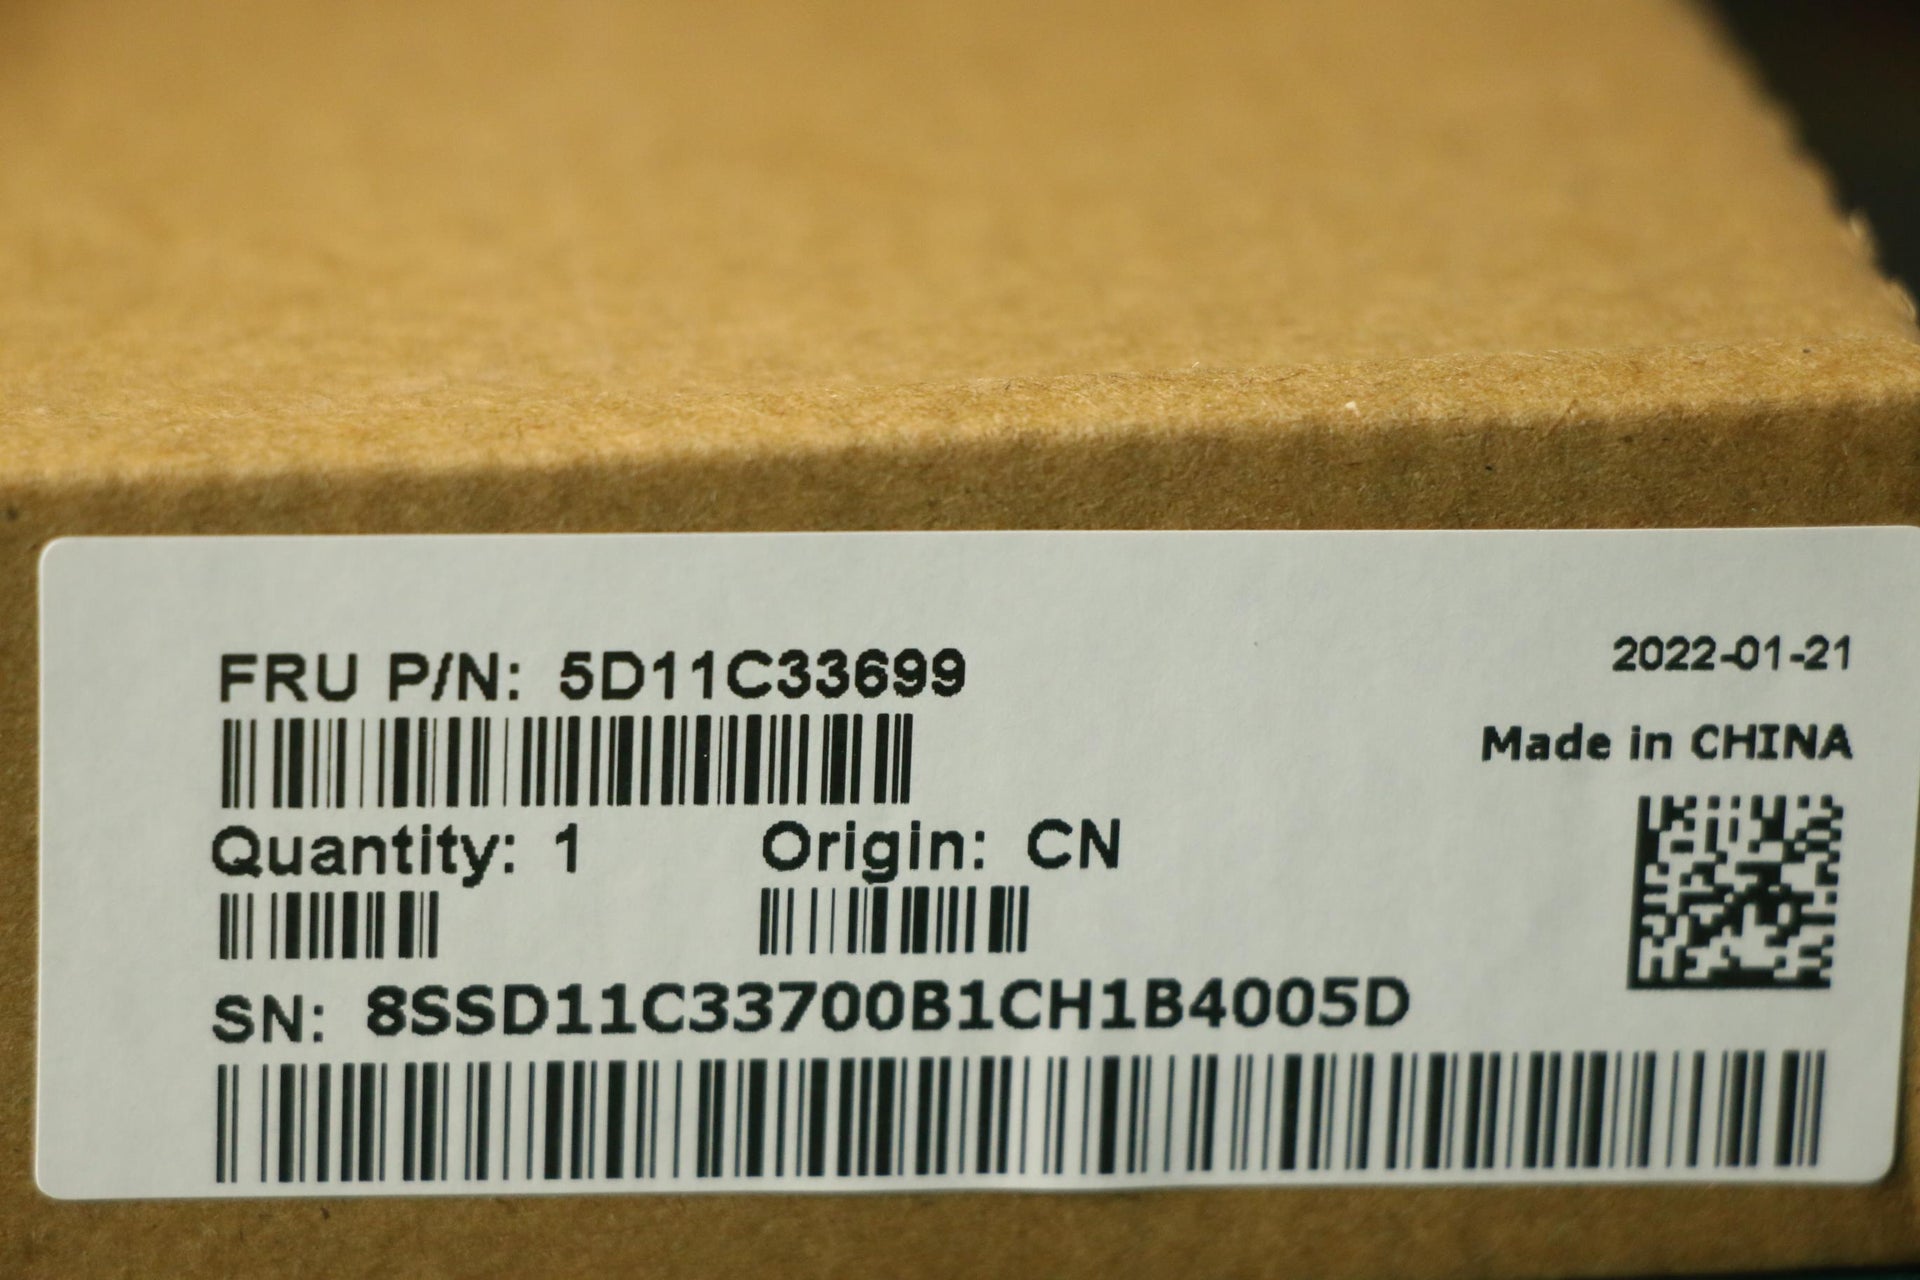 FRU P/N: 5D11C33699
2022-01-21
Made in CHINA
Quantity: 1 Origin: CN
SN: 8SSD11C33700B1CH1B4005D